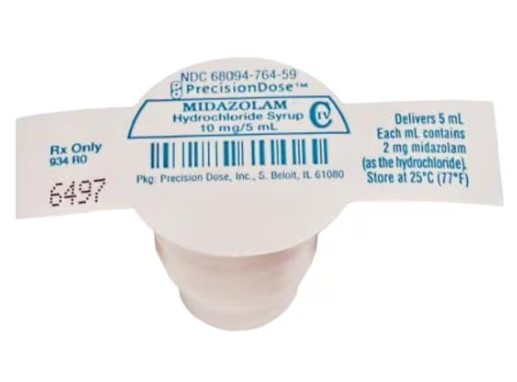 NDC 68094-764-59
PrecisionDose™
MIDAZOLAM
Hydrochloride Syrup
10 mg/5 mL
CIV
Pkg: Precision Dose, Inc., S. Beloit, IL 61080
Rx Only
934 R0
6497
Delivers 5 mL
Each mL contains
2 mg midazolam
(as the hydrochloride).
Store at 25°C (77°F)